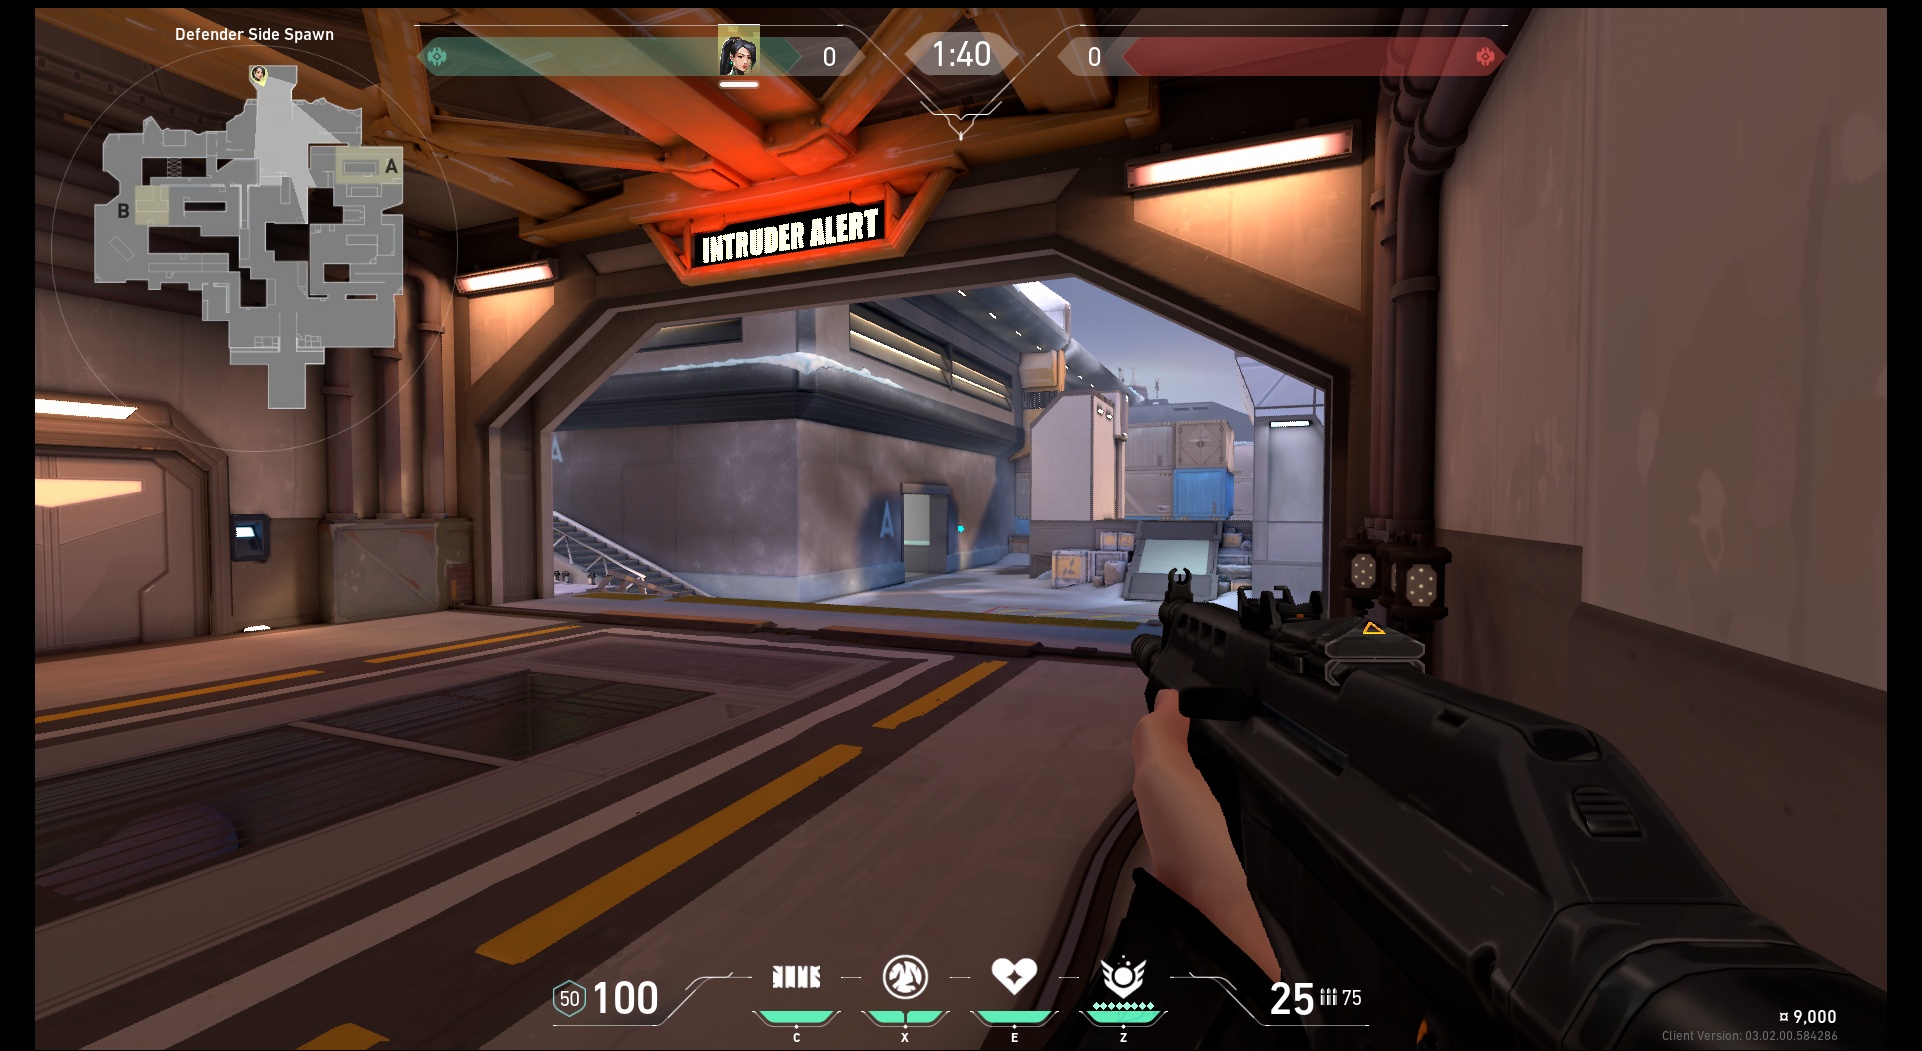 Defender Side Spawn
0
1:40
0
A
B
INTRUDER ALERT
A
A
50
100
25
75
C
X
E
Z
¤ 9,000
Client Version: 03.02.00.584286